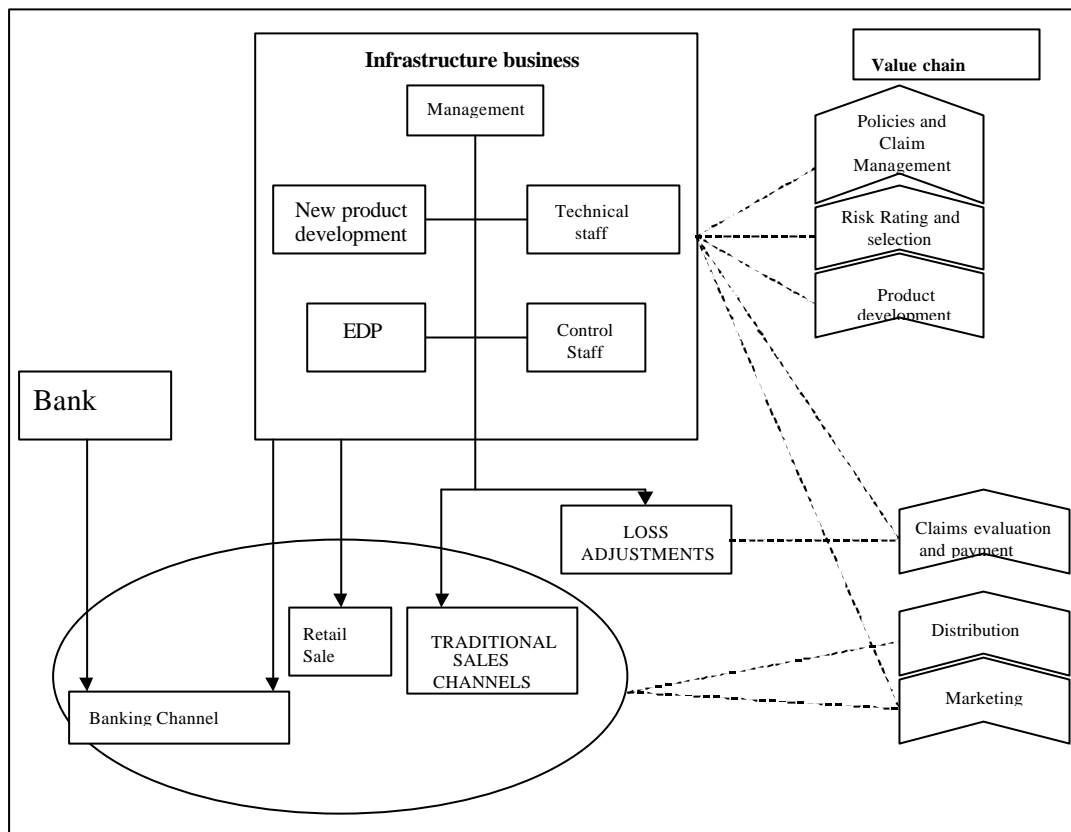 Infrastructure business
Value chain
Management
Policies and
Claim
Management
New product
development
Technical
staff
Risk Rating and
selection
Product
development
EDP
Control
Staff
Bank
LOSS
ADJUSTMENTS
Claims evaluation
and payment
Retail
Sale
TRADITIONAL
SALES
CHANNELS
Distribution
Banking Channel
Marketing